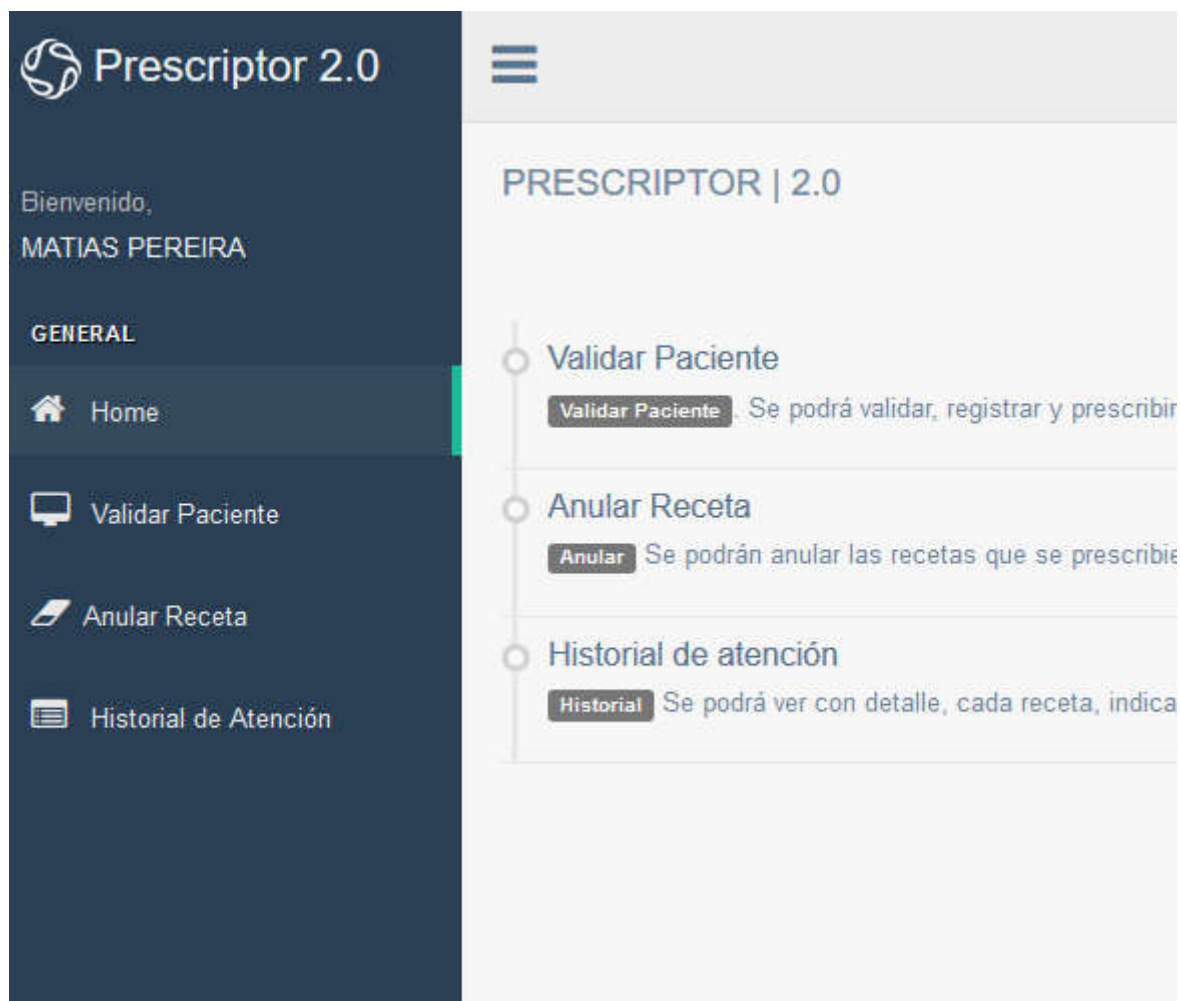 Prescriptor 2.0
Bienvenido,
MATIAS PEREIRA
GENERAL
Home
Validar Paciente
Anular Receta
Historial de Atención
PRESCRIPTOR | 2.0
Validar Paciente
Validar Paciente . Se podrá validar, registrar y prescribir
Anular Receta
Anular Se podrán anular las recetas que se
Historial de atención
Historial Se podrá ver con detalle, cada receta,